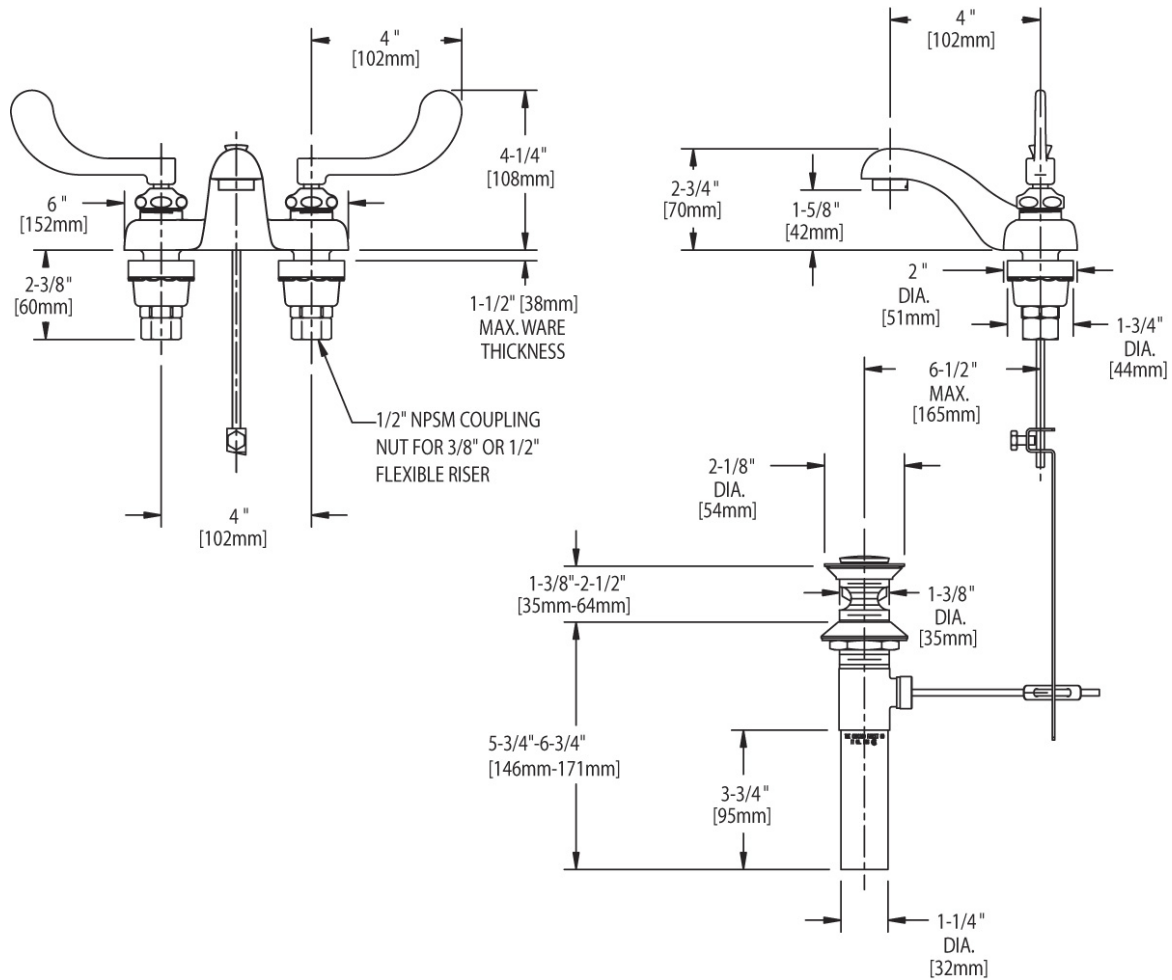 4"
[102mm]
4-1/4"
[108mm]
6"
[152mm]
2-3/8"
[60mm]
1-1/2" [38mm]
MAX. WARE
THICKNESS
1/2" NPSM COUPLING
NUT FOR 3/8" OR 1/2"
FLEXIBLE RISER
4"
[102mm]
4"
[102mm]
2-3/4"
[70mm]
1-5/8"
[42mm]
2"
DIA.
[51mm]
1-3/4"
DIA.
[44mm]
6-1/2"
MAX.
[165mm]
2-1/8"
DIA.
[54mm]
1-3/8"-2-1/2"
[35mm-64mm]
1-3/8"
DIA.
[35mm]
5-3/4"-6-3/4"
[146mm-171mm]
3-3/4"
[95mm]
1-1/4"
DIA.
[32mm]